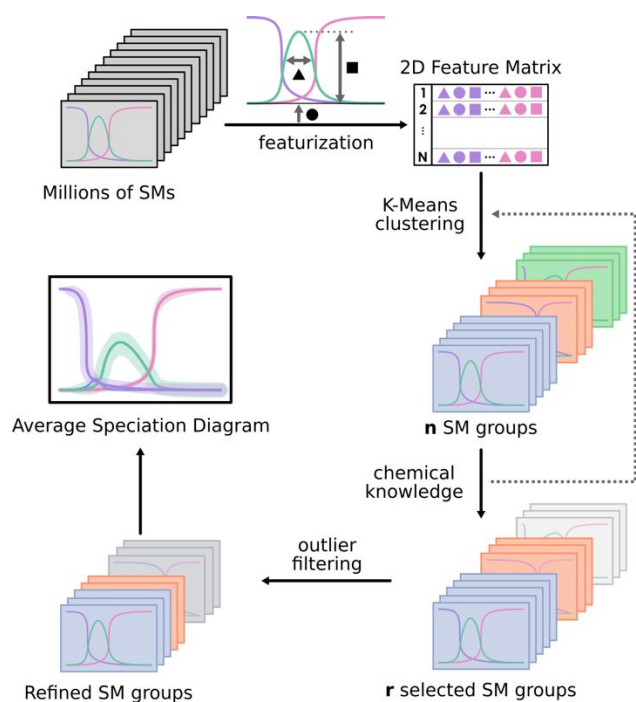 Millions of SMs
featurization
2D Feature Matrix
1
2
⋮
N
...
...
...
K-Means
clustering
n SM groups
chemical
knowledge
r selected SM groups
outlier
filtering
Refined SM groups
Average Speciation Diagram